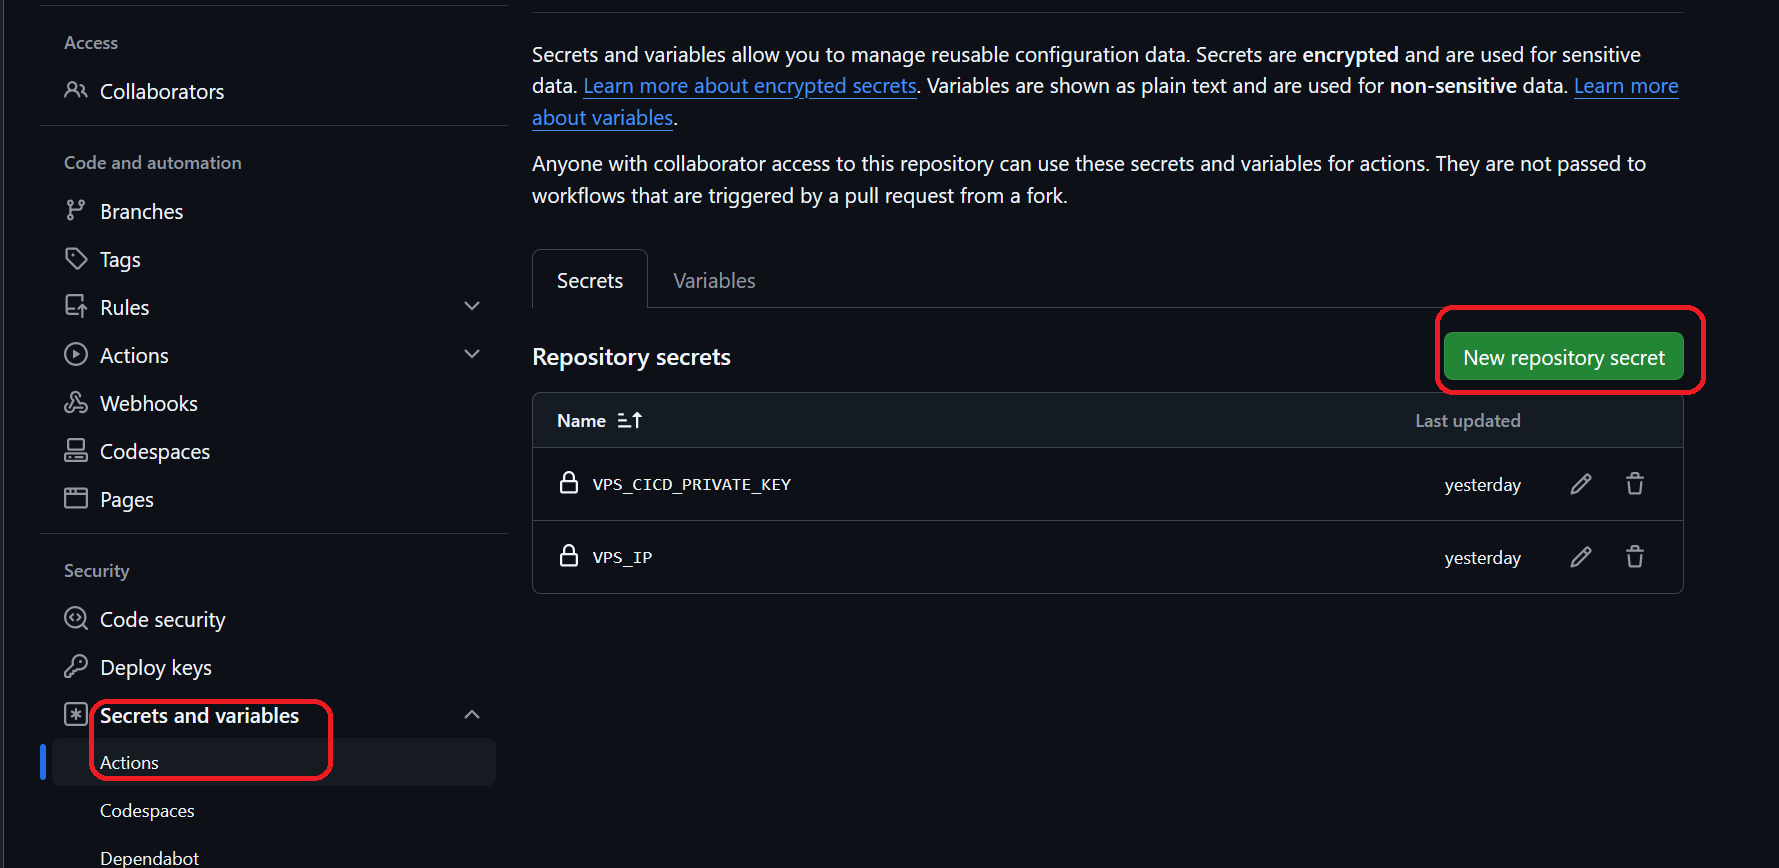 Access
Collaborators
Code and automation
Branches
Tags
Rules
Actions
Webhooks
Codespaces
Pages
Security
Code security
Deploy keys
Secrets and variables
Actions
Codespaces
Dependabot
Secrets and variables allow you to manage reusable configuration data. Secrets are encrypted and are used for sensitive
data. Learn more about encrypted secrets. Variables are shown as plain text and are used for non-sensitive data. Learn more
about variables.
Anyone with collaborator access to this repository can use these secrets and variables for actions. They are not passed to
workflows that are triggered by a pull request from a fork.
Secrets Variables
Repository secrets New repository secret
Name Last updated
VPS_CICD_PRIVATE_KEY yesterday
VPS_IP yesterday